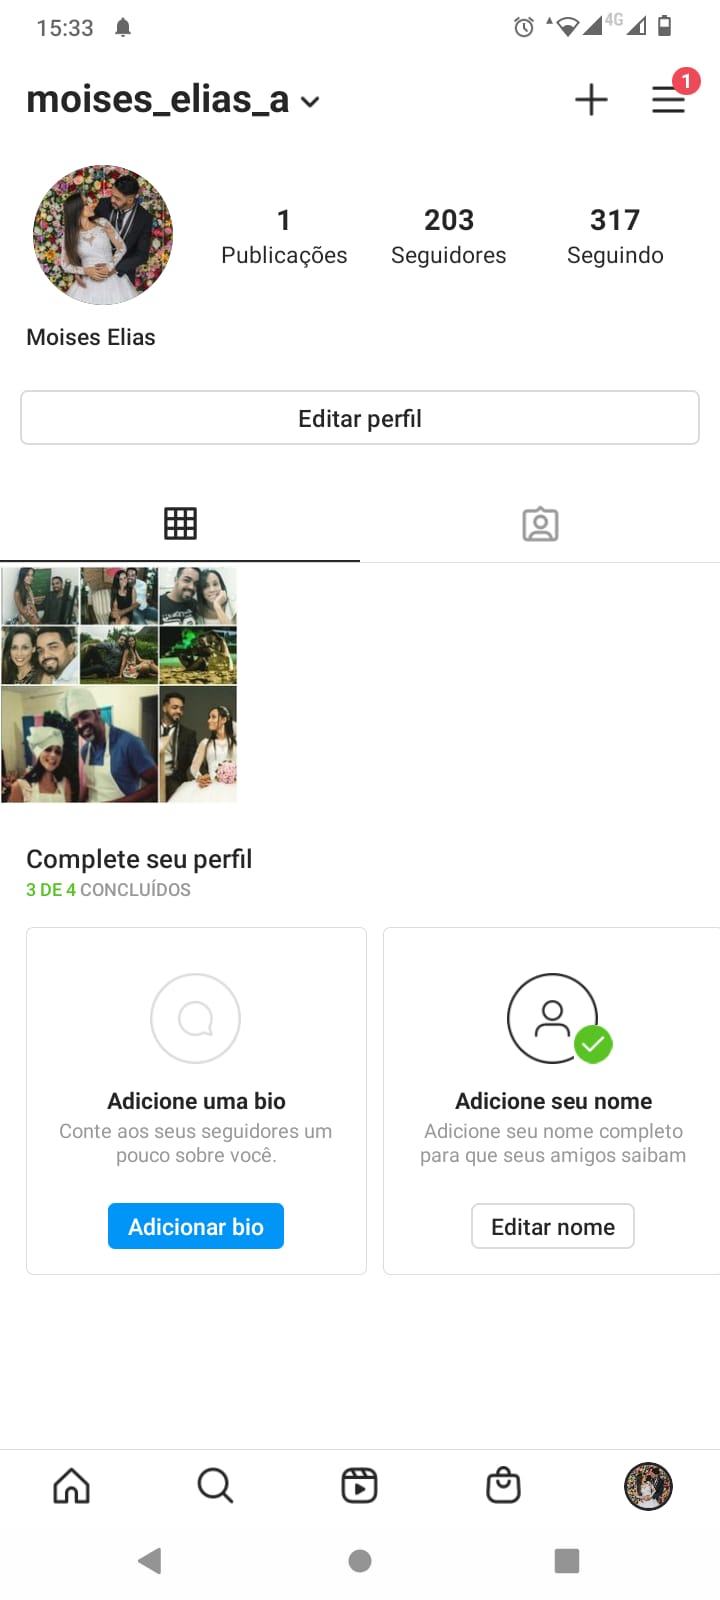 15:33
4G
moises_elias_a
1
1
203
317
Publicações
Seguidores
Seguindo
Moises Elias
Editar perfil
Complete seu perfil
3 DE 4 CONCLUÍDOS
Adicione uma bio
Conte aos seus seguidores um
pouco sobre você.
Adicionar bio
Adicione seu nome
Adicione seu nome completo
para que seus amigos saibam
Editar nome